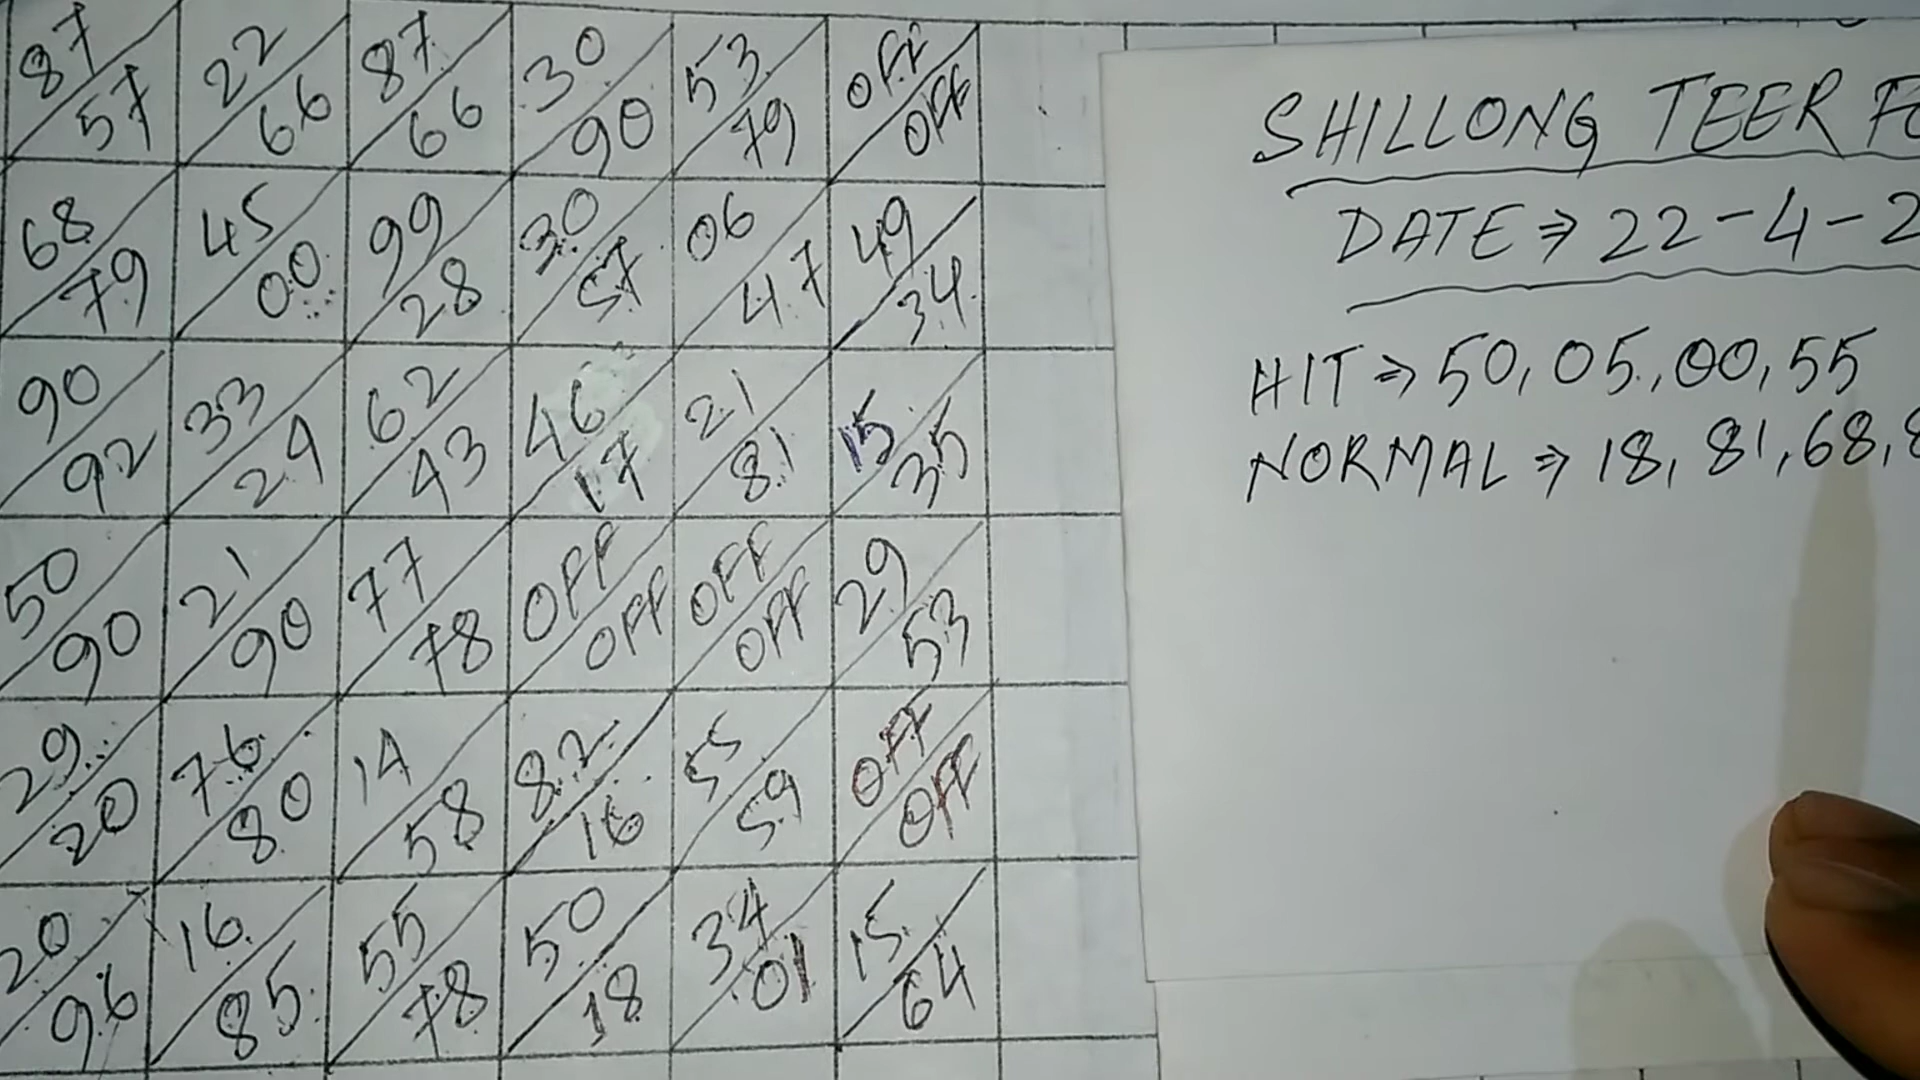 87/57 22/66 87/66 30/90 53/79 OFF/OFF
68/79 45/00 99/28 30/57 06/47 49/34
90/92 33/29 62/43 46/17 21/81 15/35
50/90 21/90 77/78 OFF/OFF OFF/OFF 29/53
29/20 76/80 14/58 82/16 55/59 OFF/OFF
20/96 16/85 55/78 50/18 34/01 15/64
SHILLONG TEER
DATE ⇒ 22-4-2
HIT ⇒ 50, 05, 00, 55
NORMAL ⇒ 18, 81, 68, 8